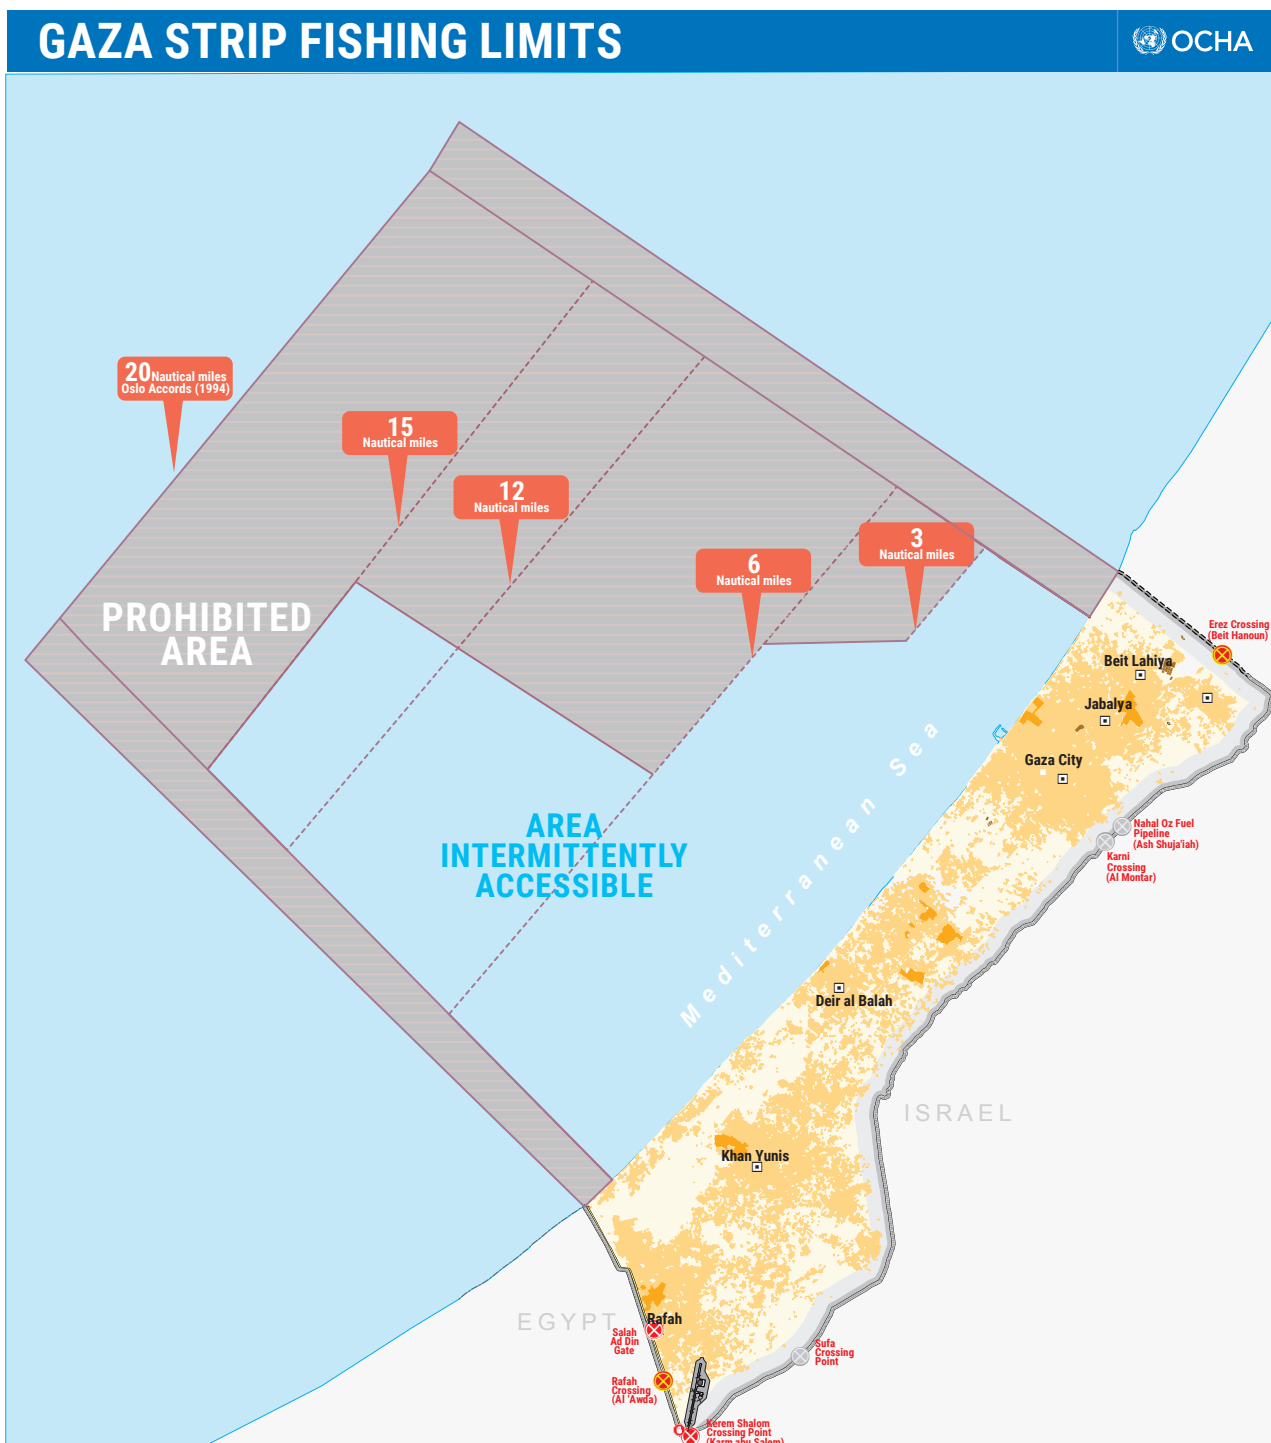 GAZA STRIP FISHING LIMITS
OCHA
20 Nautical miles
Oslo Accords (1994)
15
Nautical miles
12
Nautical miles
3
Nautical miles
6
Nautical miles
PROHIBITED
AREA
Erez Crossing
(Beit Hanoun)
Beit Lahiya
Jabalya
Gaza City
Nahal Oz Fuel
Pipeline
(Ash Shuja'iah)
Karni
Crossing
(Al Montar)
AREA
INTERMITTENTLY
ACCESSIBLE
Mediterranean Sea
Deir al Balah
ISRAEL
Khan Yunis
EGYPT
Rafah
Salah
Ad Din
Gate
Sufa
Crossing
Point
Rafah
Crossing
(Al 'Awda)
Kerem Shalom
Crossing Point
(Karm abu Salem)